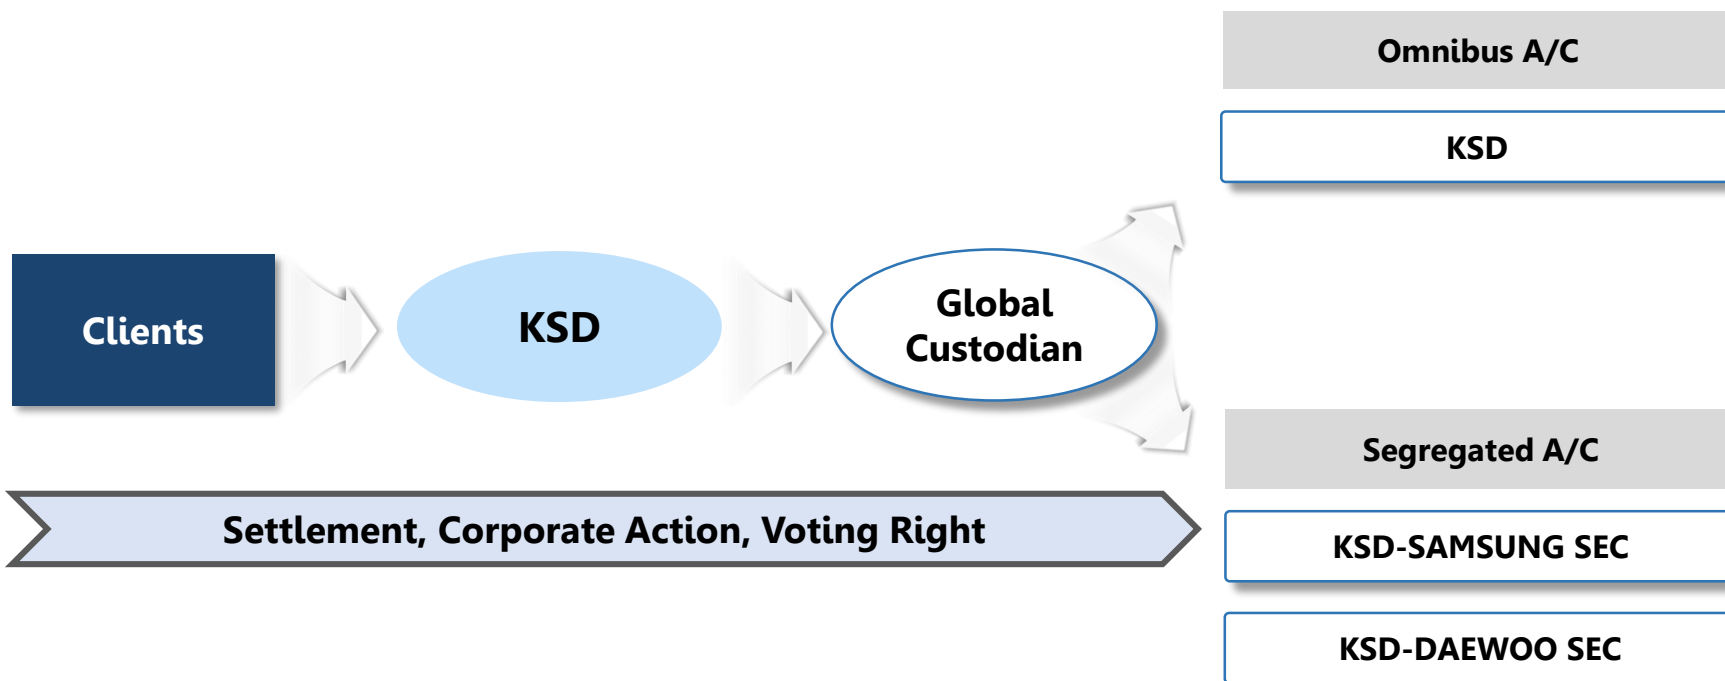 Omnibus A/C
KSD
Clients
KSD
Global
Custodian
Segregated A/C
Settlement, Corporate Action, Voting Right
KSD-SAMSUNG SEC
KSD-DAEWOO SEC